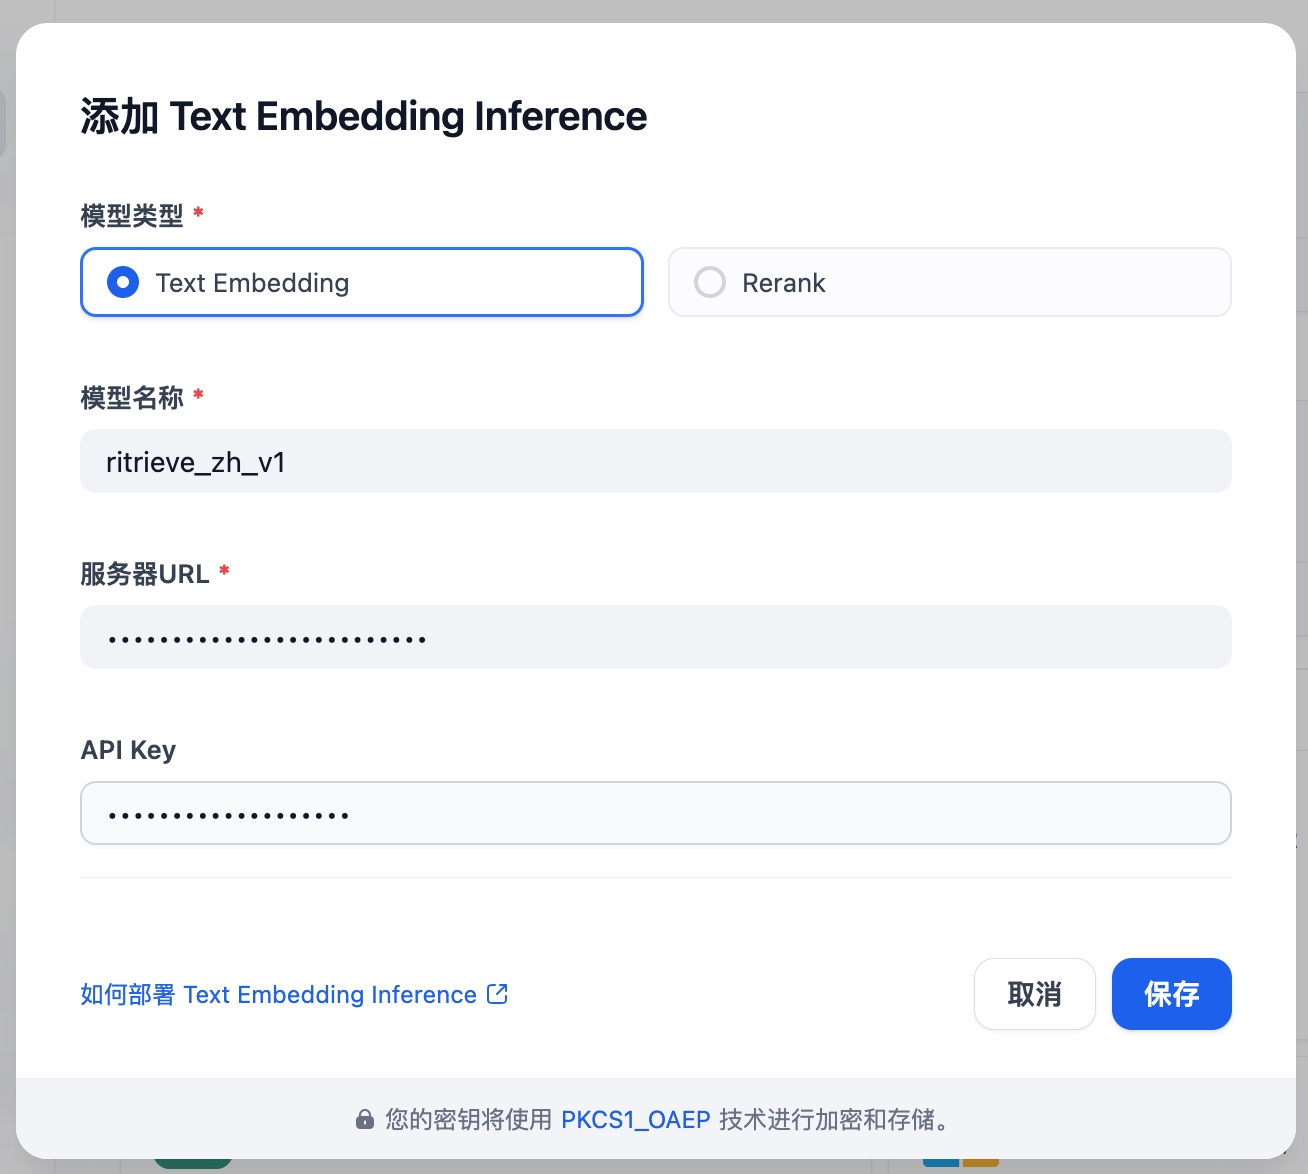 添加 Text Embedding Inference
模型类型 *
Text Embedding
Rerank
模型名称 *
ritrieve_zh_v1
服务器URL *
•••••••••••••••••••••••••
API Key
•••••••••••••••••••
如何部署 Text Embedding Inference
取消
保存
您的密钥将使用 PKCS1_OAEP 技术进行加密和存储。